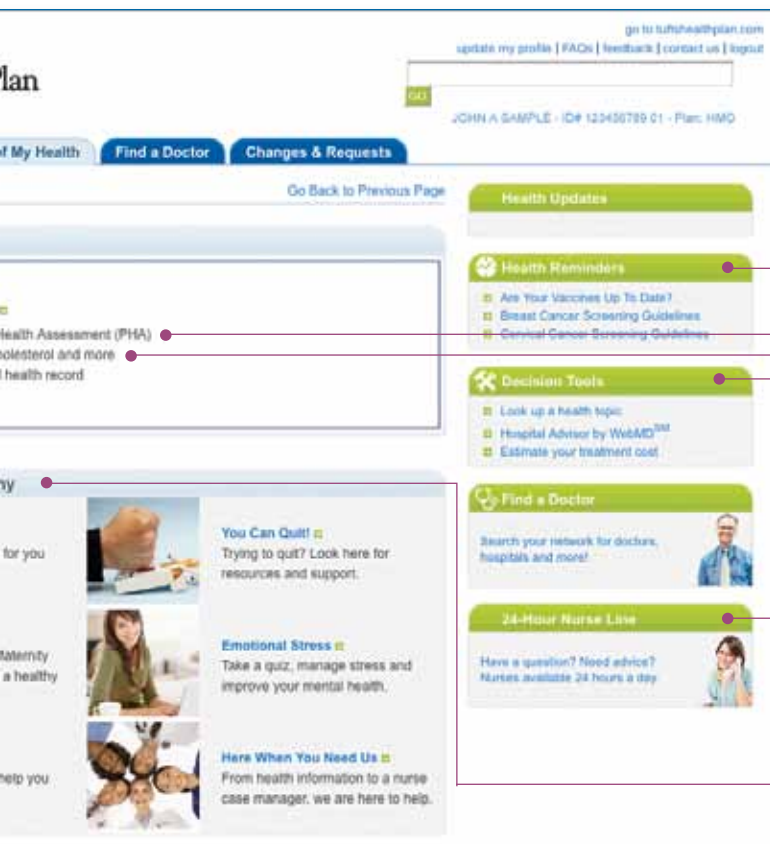 go to tuftshealthplan.com
update my profile | FAQs | feedback | contact us | logout
Plan
GO
JOHN A SAMPLE - ID# 123456789 01 - Plan: HMO
of My Health
Find a Doctor
Changes & Requests
Go Back to Previous Page
Health Assessment (PHA)
holesterol and more
l health record
hy
for you
You Can Quit!
Trying to quit? Look here for
resources and support.
Maternity
a healthy
Emotional Stress
Take a quiz, manage stress and
improve your mental health.
help you
Here When You Need Us
From health information to a nurse
case manager, we are here to help.
Health Updates
Health Reminders
Are Your Vaccines Up To Date?
Breast Cancer Screening Guidelines
Cervical Cancer Screening Guidelines
Decision Tools
Look up a health topic
Hospital Advisor by WebMD SM
Estimate your treatment cost
Find a Doctor
Search your network for doctors,
hospitals and more!
24-Hour Nurse Line
Have a question? Need advice?
Nurses available 24 hours a day